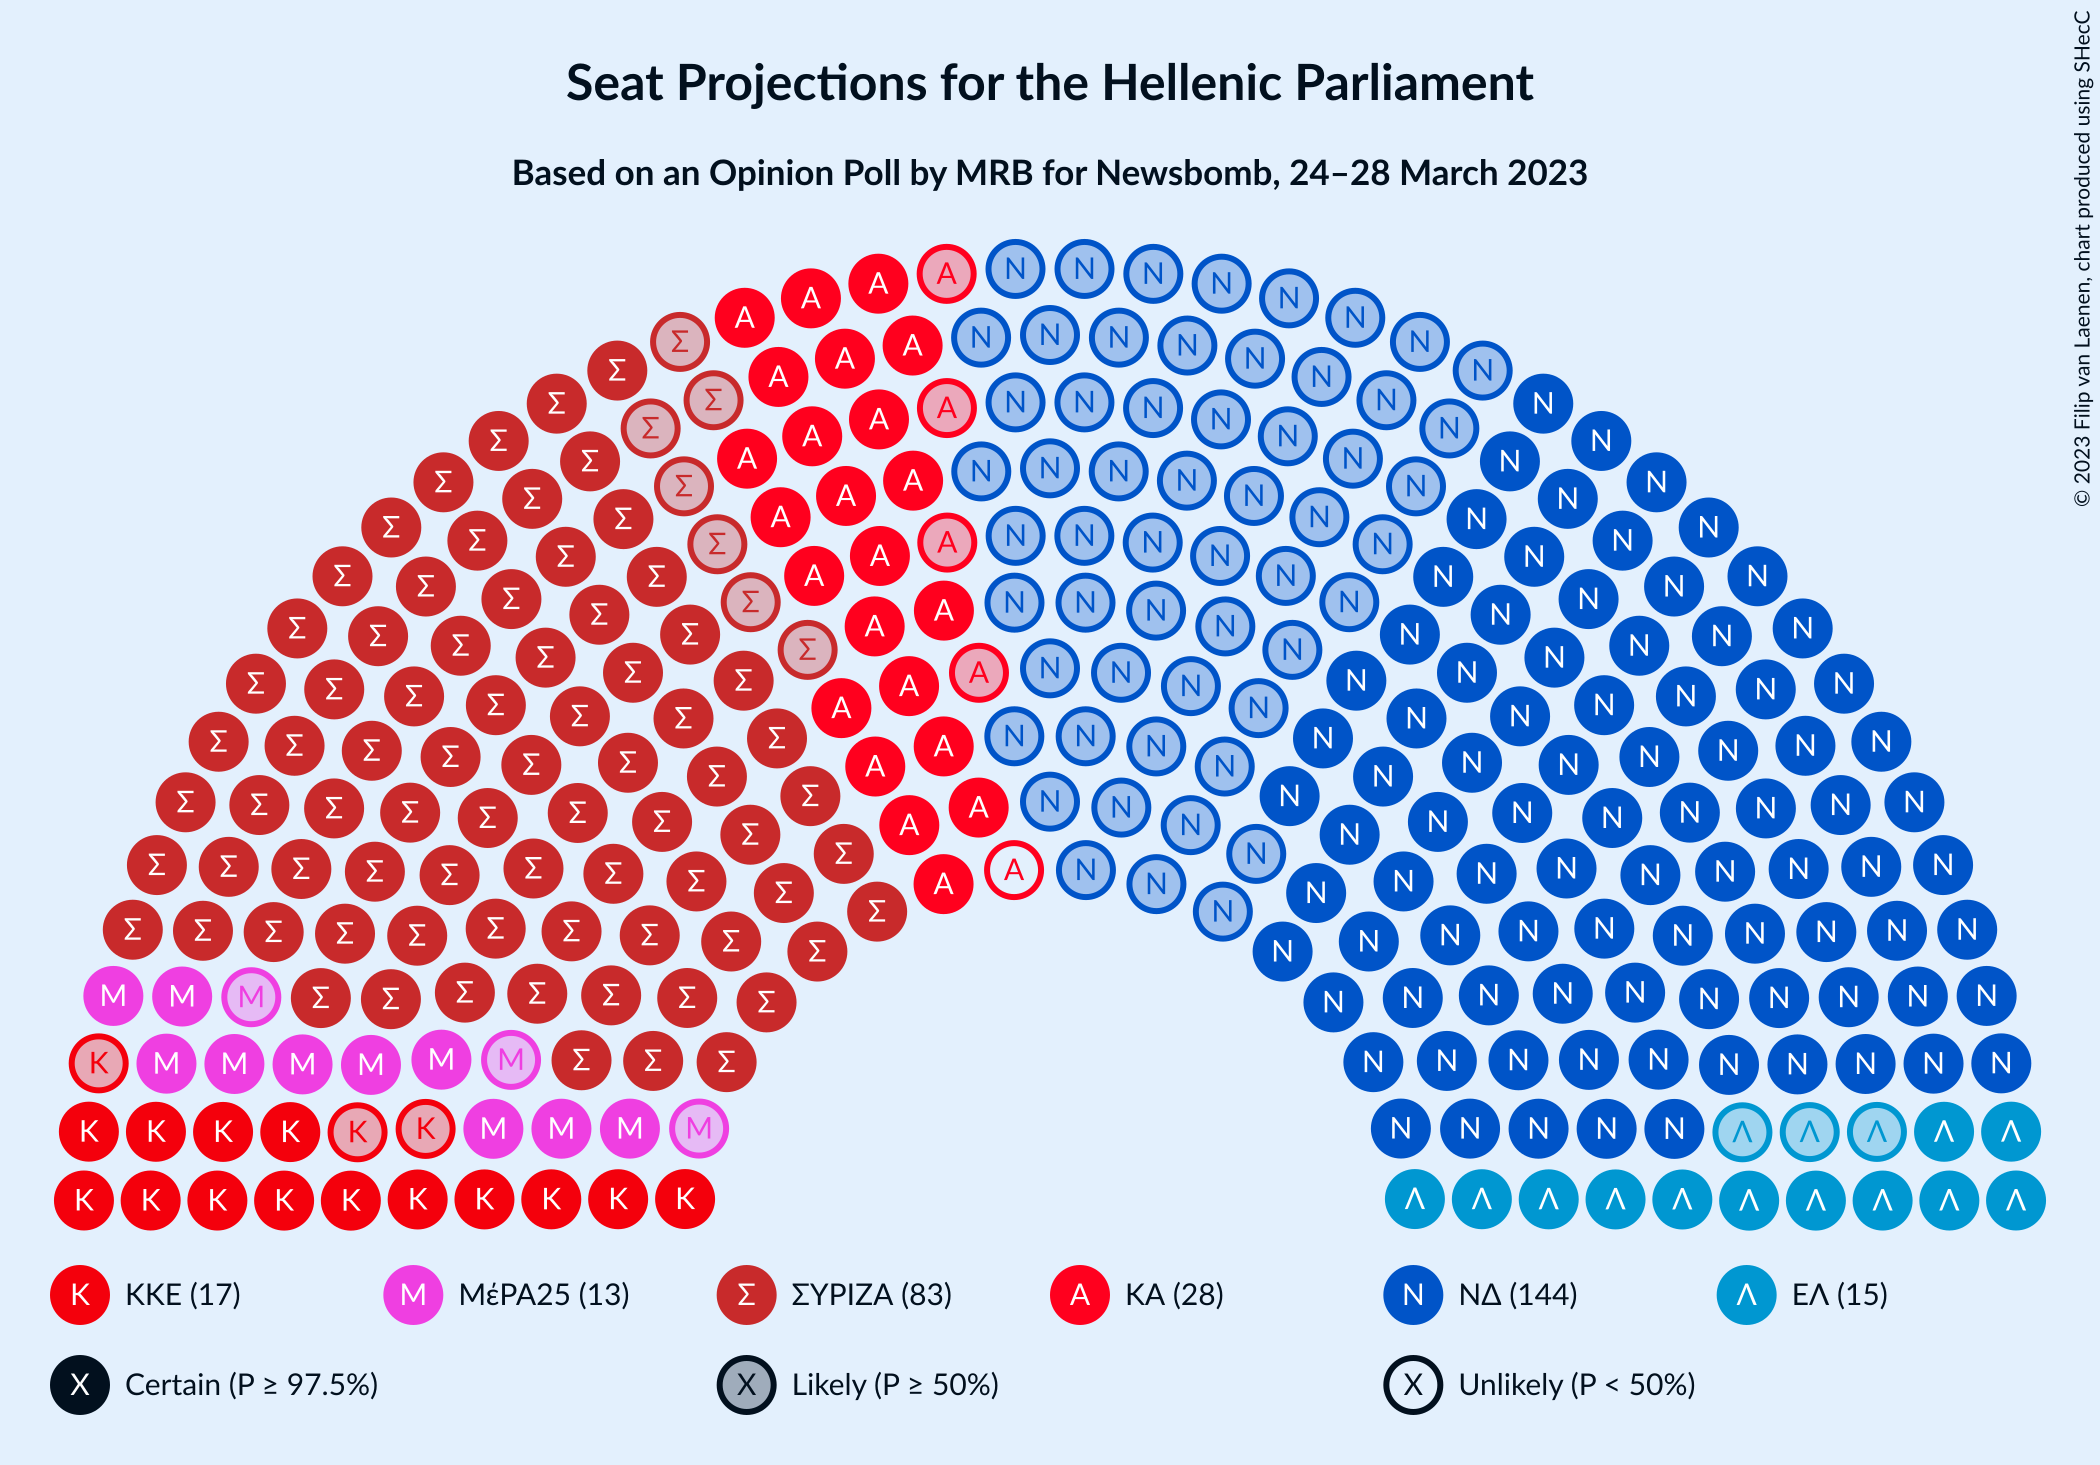 Seat Projections for the Hellenic Parliament
Based on an Opinion Poll by MRB for Newsbomb, 24–28 March 2023
© 2023 Filip van Laenen, chart produced using SHecC
Κ ΚΚΕ (17)
Μ ΜέΡΑ25 (13)
Σ ΣΥΡΙΖΑ (83)
Α ΚΑ (28)
Ν ΝΔ (144)
Λ ΕΛ (15)
X Certain (P ≥ 97.5%)
X Likely (P ≥ 50%)
X Unlikely (P < 50%)